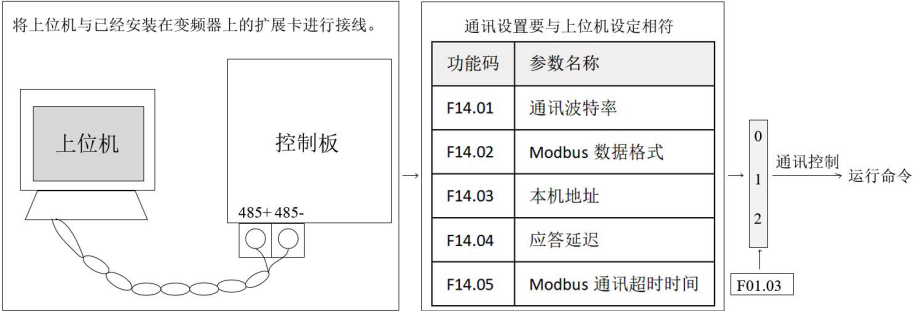 将上位机与已经安装在变频器上的扩展卡进行接线。
上位机
控制板
485+ 485-
通讯设置要与上位机设定相符
功能码 参数名称
F14.01 通讯波特率
F14.02 Modbus 数据格式
F14.03 本机地址
F14.04 应答延迟
F14.05 Modbus 通讯超时时间
0
1
2
F01.03
通讯控制
运行命令